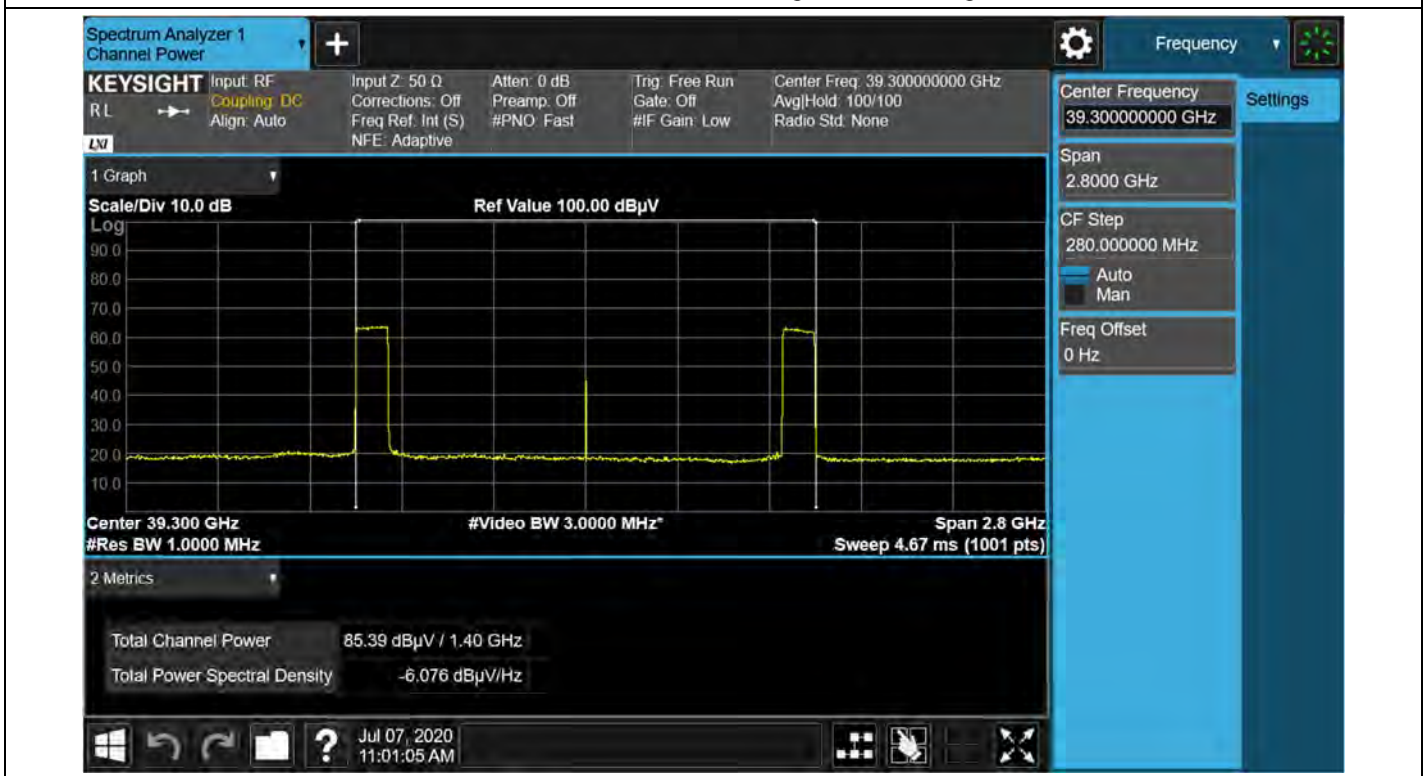 Spectrum Analyzer 1
Channel Power
+
Frequency
KEYSIGHT
RL
LXI
Input: RF
Coupling: DC
Align: Auto
Input Z: 50 Ω
Corrections: Off
Freq Ref: Int (S)
NFE: Adaptive
Atten: 0 dB
Preamp: Off
#PNO: Fast
Trig: Free Run
Gate: Off
#IF Gain: Low
Center Freq: 39.300000000 GHz
Avg|Hold: 100/100
Radio Std: None
Center Frequency
39.300000000 GHz
Settings
Span
2.8000 GHz
CF Step
280.000000 MHz
Auto
Man
Freq Offset
0 Hz
1 Graph
Scale/Div 10.0 dB
Ref Value 100.00 dBµV
Log
90.0
80.0
70.0
60.0
50.0
40.0
30.0
20.0
10.0
Center 39.300 GHz
#Video BW 3.0000 MHz*
Span 2.8 GHz
#Res BW 1.0000 MHz
Sweep 4.67 ms (1001 pts)
2 Metrics
Total Channel Power 85.39 dBµV / 1.40 GHz
Total Power Spectral Density -6.076 dBµV/Hz
?
Jul 07, 2020
11:01:05 AM